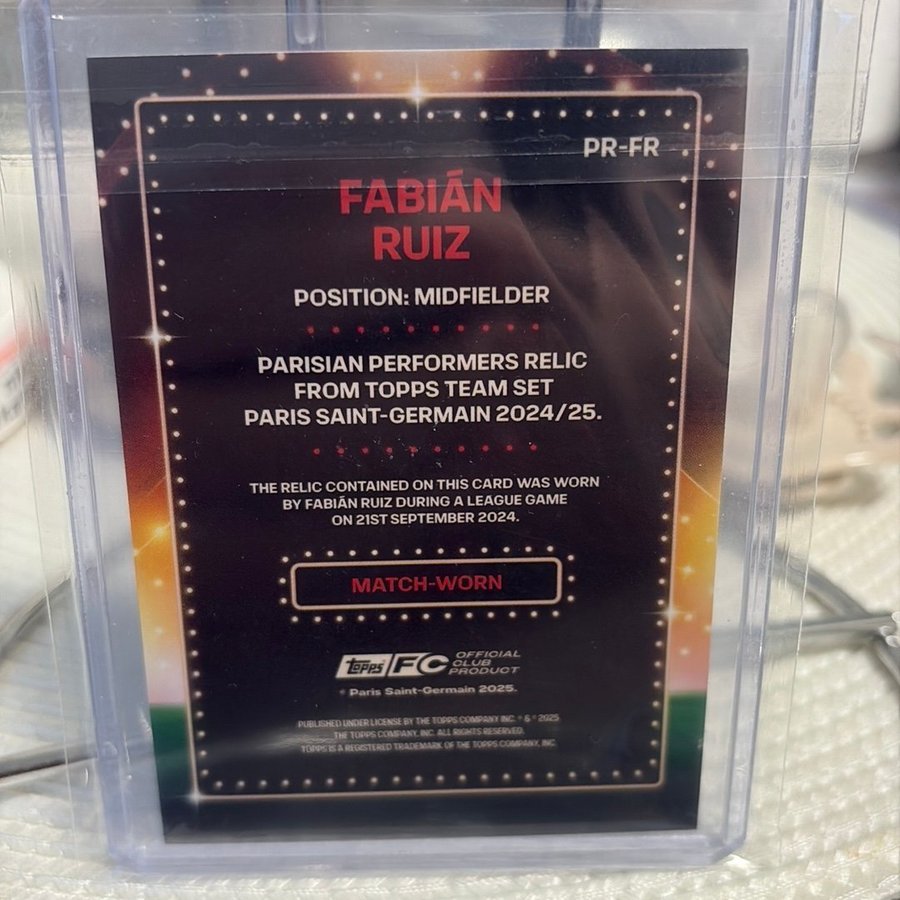 PR-FR
FABIÁN
RUIZ
POSITION: MIDFIELDER
PARISIAN PERFORMERS RELIC
FROM TOPPS TEAM SET
PARIS SAINT-GERMAIN 2024/25.
THE RELIC CONTAINED ON THIS CARD WAS WORN
BY FABIÁN RUIZ DURING A LEAGUE GAME
ON 21ST SEPTEMBER 2024.
MATCH-WORN
topps FC OFFICIAL
CLUB
PRODUCT
© Paris Saint-Germain 2025.
PUBLISHED UNDER LICENSE BY THE TOPPS COMPANY INC. ® & © 2025
THE TOPPS COMPANY, INC. ALL RIGHTS RESERVED.
TOPPS IS A REGISTERED TRADEMARK OF THE TOPPS COMPANY, INC.